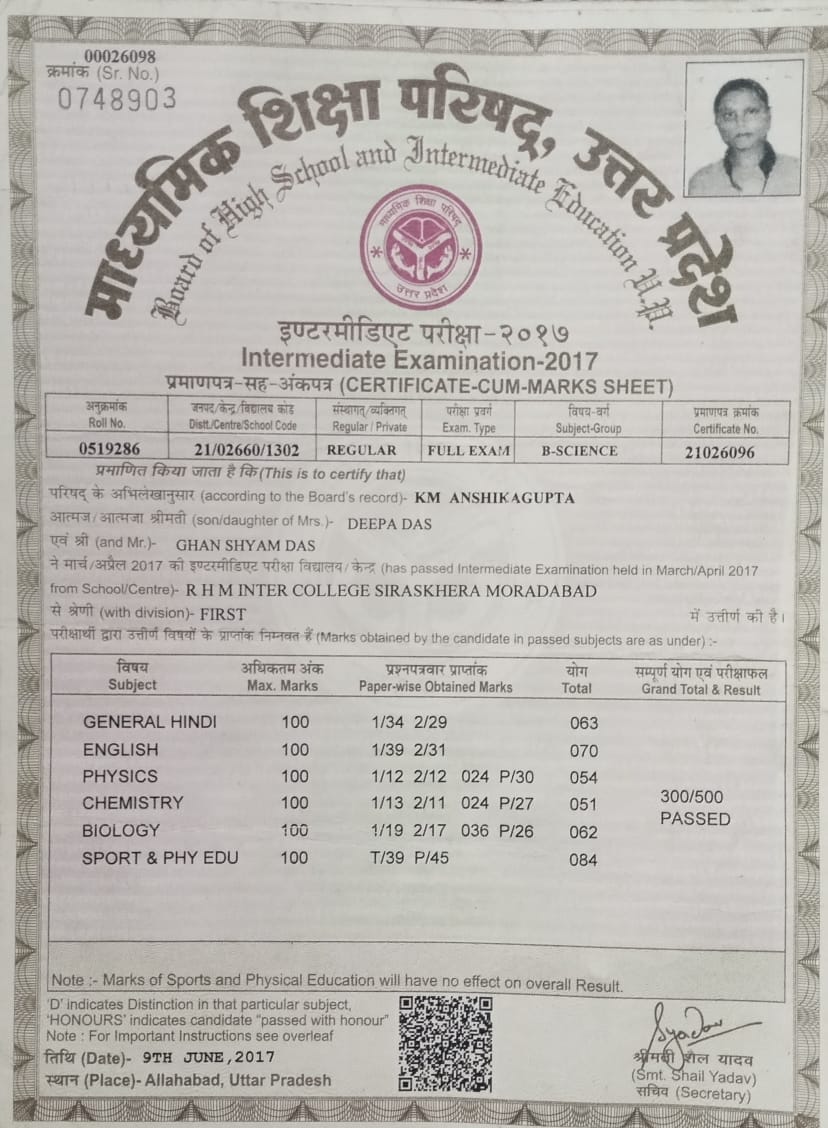 00026098
क्रमांक (Sr. No.)
0748903
माध्यमिक शिक्षा परिषद्, उत्तर प्रदेश
Board of High School and Intermediate Education U.P.
माध्यमिक शिक्षा परिषद
उत्तर प्रदेश
इण्टरमीडिएट परीक्षा-२०१७
Intermediate Examination-2017
प्रमाणपत्र-सह-अंकपत्र (CERTIFICATE-CUM-MARKS SHEET)
अनुक्रमांक जनपद/केन्द्र/विद्यालय कोड संस्थागत/व्यक्तिगत परीक्षा प्रवर्ग विषय-वर्ग प्रमाणपत्र क्रमांक
Roll No. Distt./Centre/School Code Regular / Private Exam. Type Subject-Group Certificate No.
0519286 21/02660/1302 REGULAR FULL EXAM B-SCIENCE 21026096
प्रमाणित किया जाता है कि (This is to certify that)
परिषद् के अभिलेखानुसार (according to the Board's record)- KM ANSHIKAGUPTA
आत्मज/आत्मजा श्रीमती (son/daughter of Mrs.)- DEEPA DAS
एवं श्री (and Mr.)- GHAN SHYAM DAS
ने मार्च/अप्रैल 2017 की इण्टरमीडिएट परीक्षा विद्यालय/केन्द्र (has passed Intermediate Examination held in March/April 2017
from School/Centre)- R H M INTER COLLEGE SIRASKHERA MORADABAD
से श्रेणी (with division)- FIRST में उत्तीर्ण की है।
परीक्षार्थी द्वारा उत्तीर्ण विषयों के प्राप्तांक निम्नवत हैं (Marks obtained by the candidate in passed subjects are as under) :-
विषय अधिकतम अंक प्रश्नपत्रवार प्राप्तांक योग सम्पूर्ण योग एवं परीक्षाफल
Subject Max. Marks Paper-wise Obtained Marks Total Grand Total & Result
GENERAL HINDI 100 1/34 2/29 063
ENGLISH 100 1/39 2/31 070
PHYSICS 100 1/12 2/12 024 P/30 054
CHEMISTRY 100 1/13 2/11 024 P/27 051 300/500
PASSED
BIOLOGY 100 1/19 2/17 036 P/26 062
SPORT & PHY EDU 100 T/39 P/45 084
Note :- Marks of Sports and Physical Education will have no effect on overall Result.
'D' indicates Distinction in that particular subject,
'HONOURS' indicates candidate "passed with honour"
Note : For Important Instructions see overleaf
तिथि (Date)- 9TH JUNE,2017
स्थान (Place)- Allahabad, Uttar Pradesh
Syadav
श्रीमती शैल यादव
(Smt. Shail Yadav)
सचिव (Secretary)